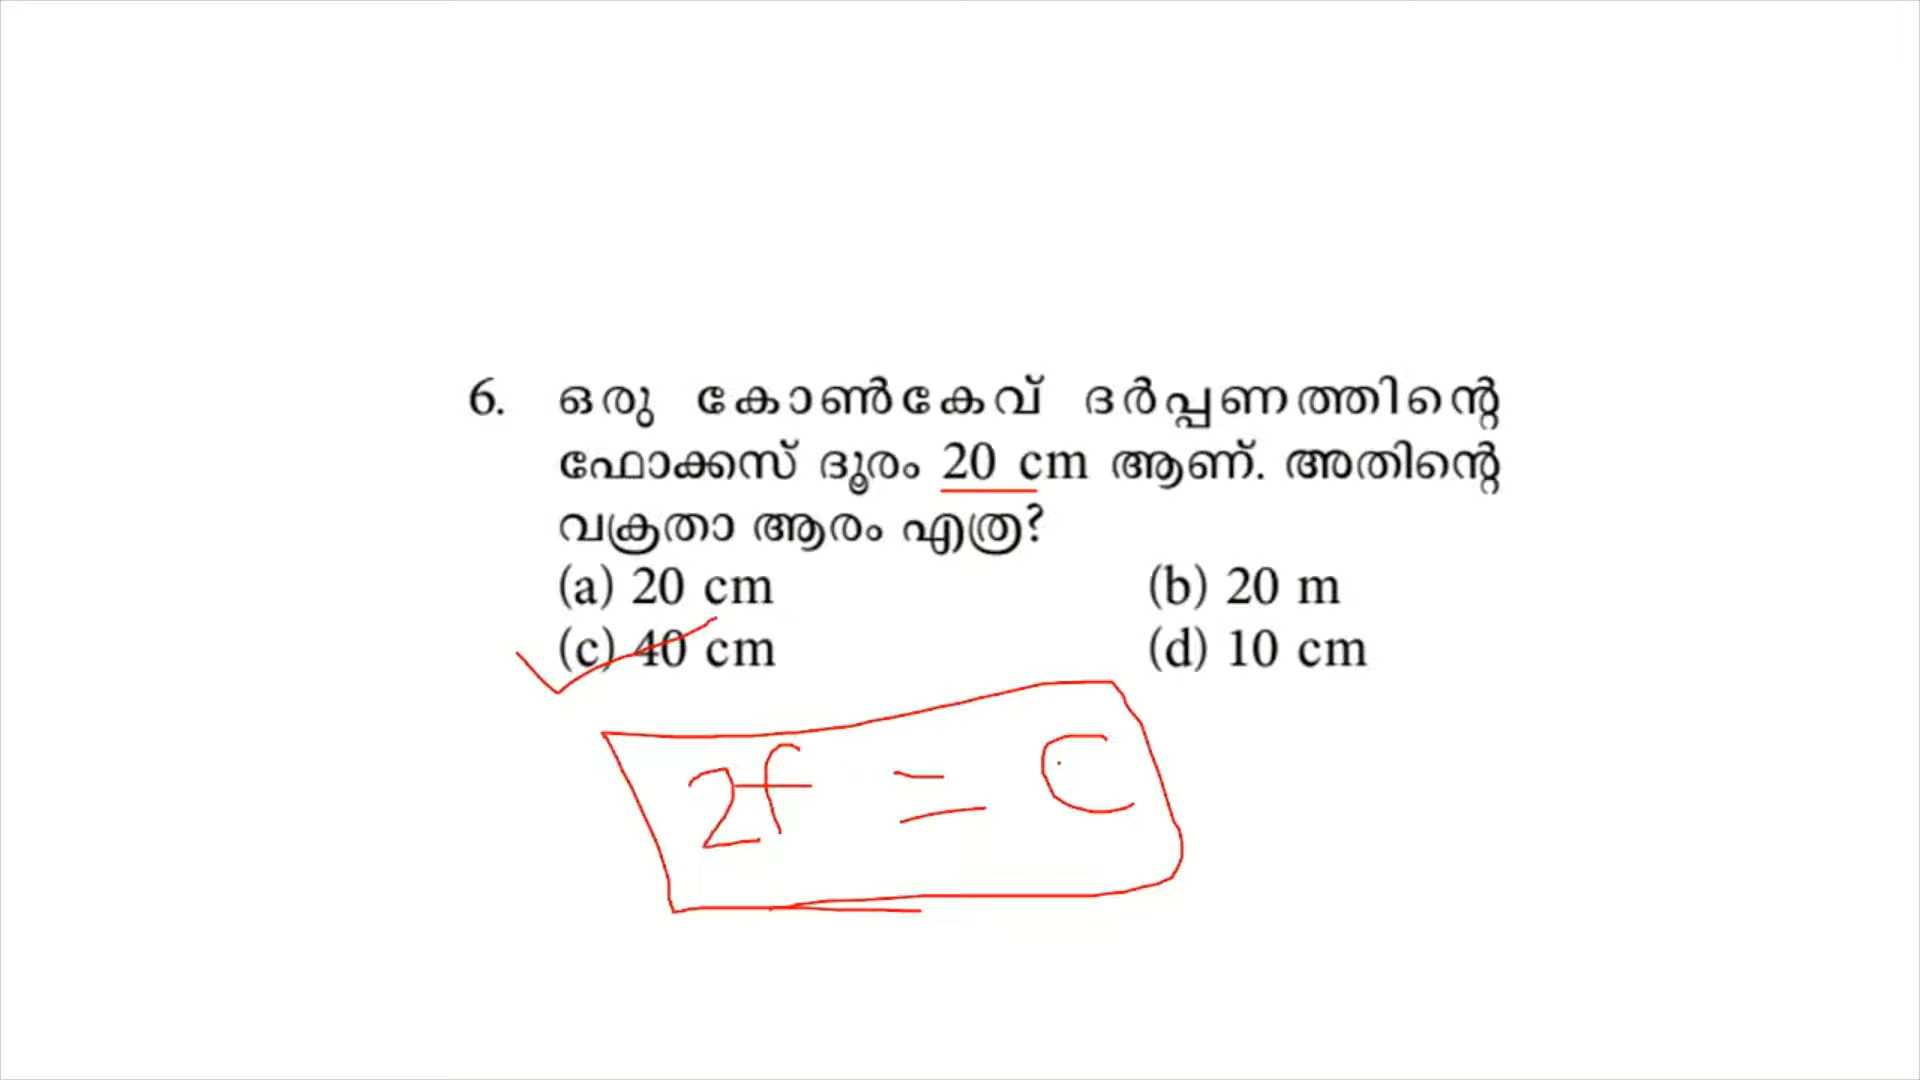 6. ഒരു കോൺകേവ് ദർപ്പണത്തിന്റെ
ഫോക്കസ് ദൂരം 20 cm ആണ്. അതിന്റെ
വക്രതാ ആരം എത്ര?
(a) 20 cm (b) 20 m
(c) 40 cm (d) 10 cm
2f = C